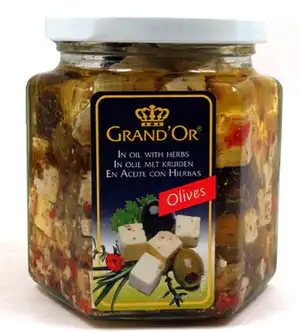 GRAND'OR®
IN OIL WITH HERBS
IN OLIE MET KRUIDEN
EN ACEITE CON HIERBAS
Olives